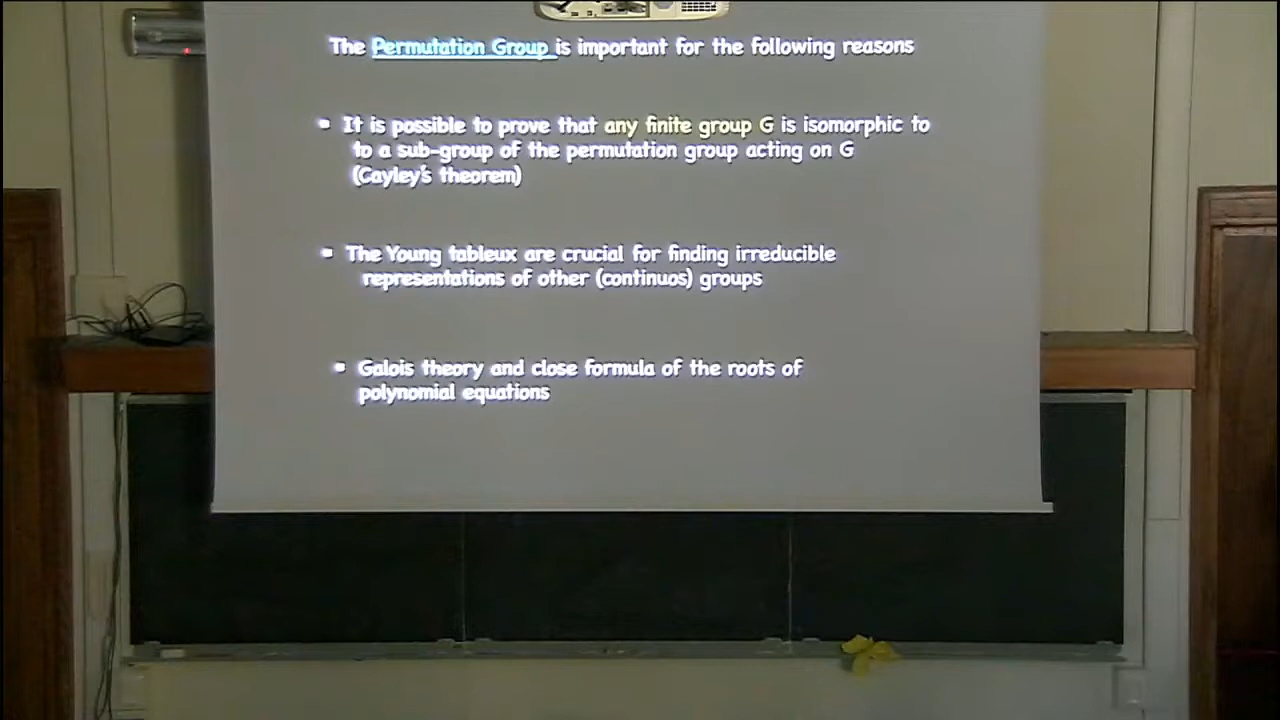 The Permutation Group is important for the following reasons
▪ It is possible to prove that any finite group G is isomorphic to
to a sub-group of the permutation group acting on G
(Cayley's theorem)
▪ The Young tableux are crucial for finding irreducible
representations of other (continuos) groups
▪ Galois theory and close formula of the roots of
polynomial equations